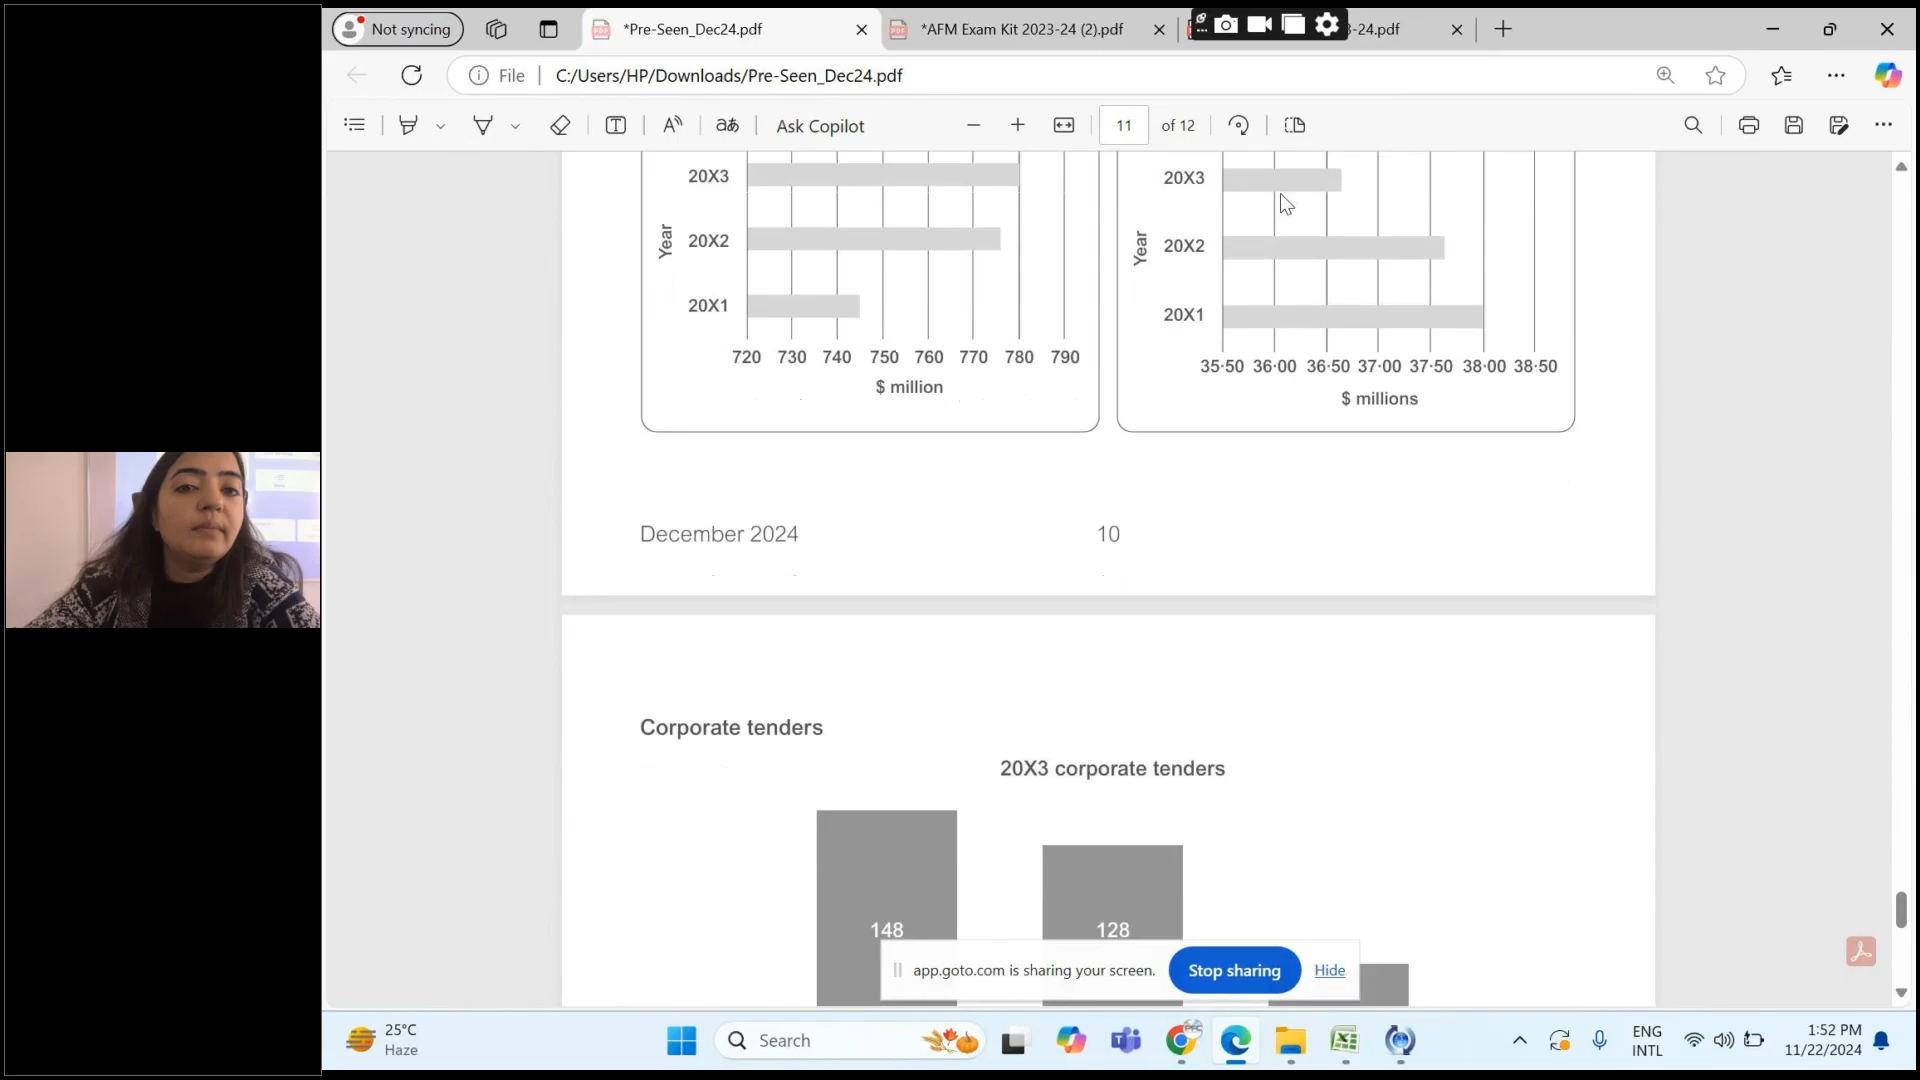 Not syncing
*Pre-Seen_Dec24.pdf
*AFM Exam Kit 2023-24 (2).pdf
3-24.pdf
File
C:/Users/HP/Downloads/Pre-Seen_Dec24.pdf
Ask Copilot
11
of 12
20X3
20X2
20X1
Year
720 730 740 750 760 770 780 790
$ million
20X3
20X2
20X1
Year
35·50 36·00 36·50 37·00 37·50 38·00 38·50
$ millions
December 2024
10
Corporate tenders
20X3 corporate tenders
148
128
app.goto.com is sharing your screen.
Stop sharing
Hide
25°C
Haze
Search
ENG
INTL
1:52 PM
11/22/2024